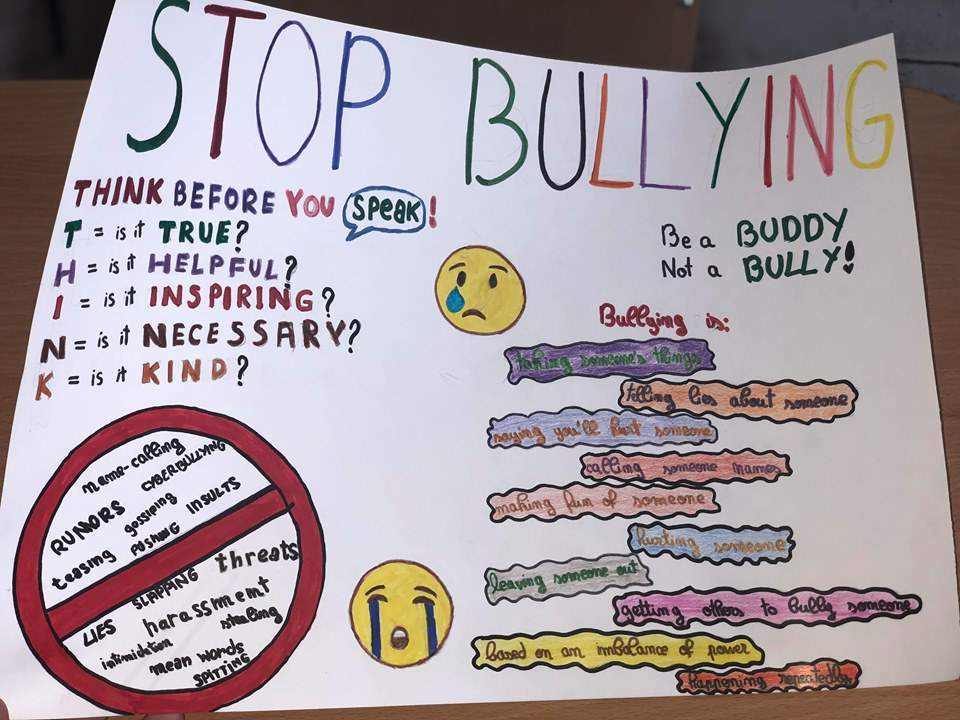 STOP BULLYING
THINK BEFORE YOU SPEAK!
T = is it TRUE?
H = is it HELPFUL?
I = is it INSPIRING?
N = is it NECESSARY?
K = is it KIND?
Be a BUDDY
Not a BULLY!
Bullying is:
taking someone's things
telling lies about someone
saying you'll hurt someone
calling someone names
making fun of someone
hurting someone
leaving someone out
getting others to bully someone
based on an imbalance of power
happening repeatedly
name-calling
CYBERBULLYING
RUMORS
gossiping
INSULTS
teasing
PUSHING
SLAPPING
threats
LIES
harassment
stealing
intimidation
mean words
SPITTING